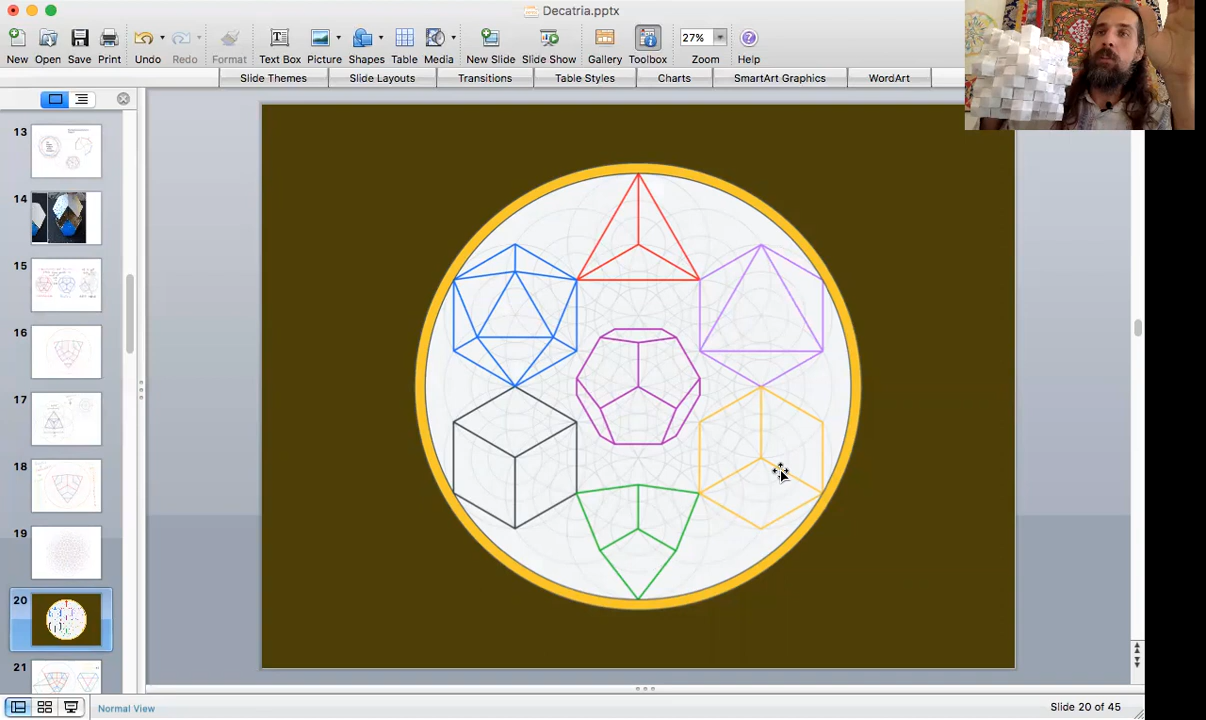 Decatria.pptx
New Open Save Print Undo Redo Format Text Box Picture Shapes Table Media New Slide Slide Show Gallery Toolbox 27% Zoom Help
Slide Themes Slide Layouts Transitions Table Styles Charts SmartArt Graphics WordArt
13
14
15
16
17
18
19
20
21
Normal View Slide 20 of 45